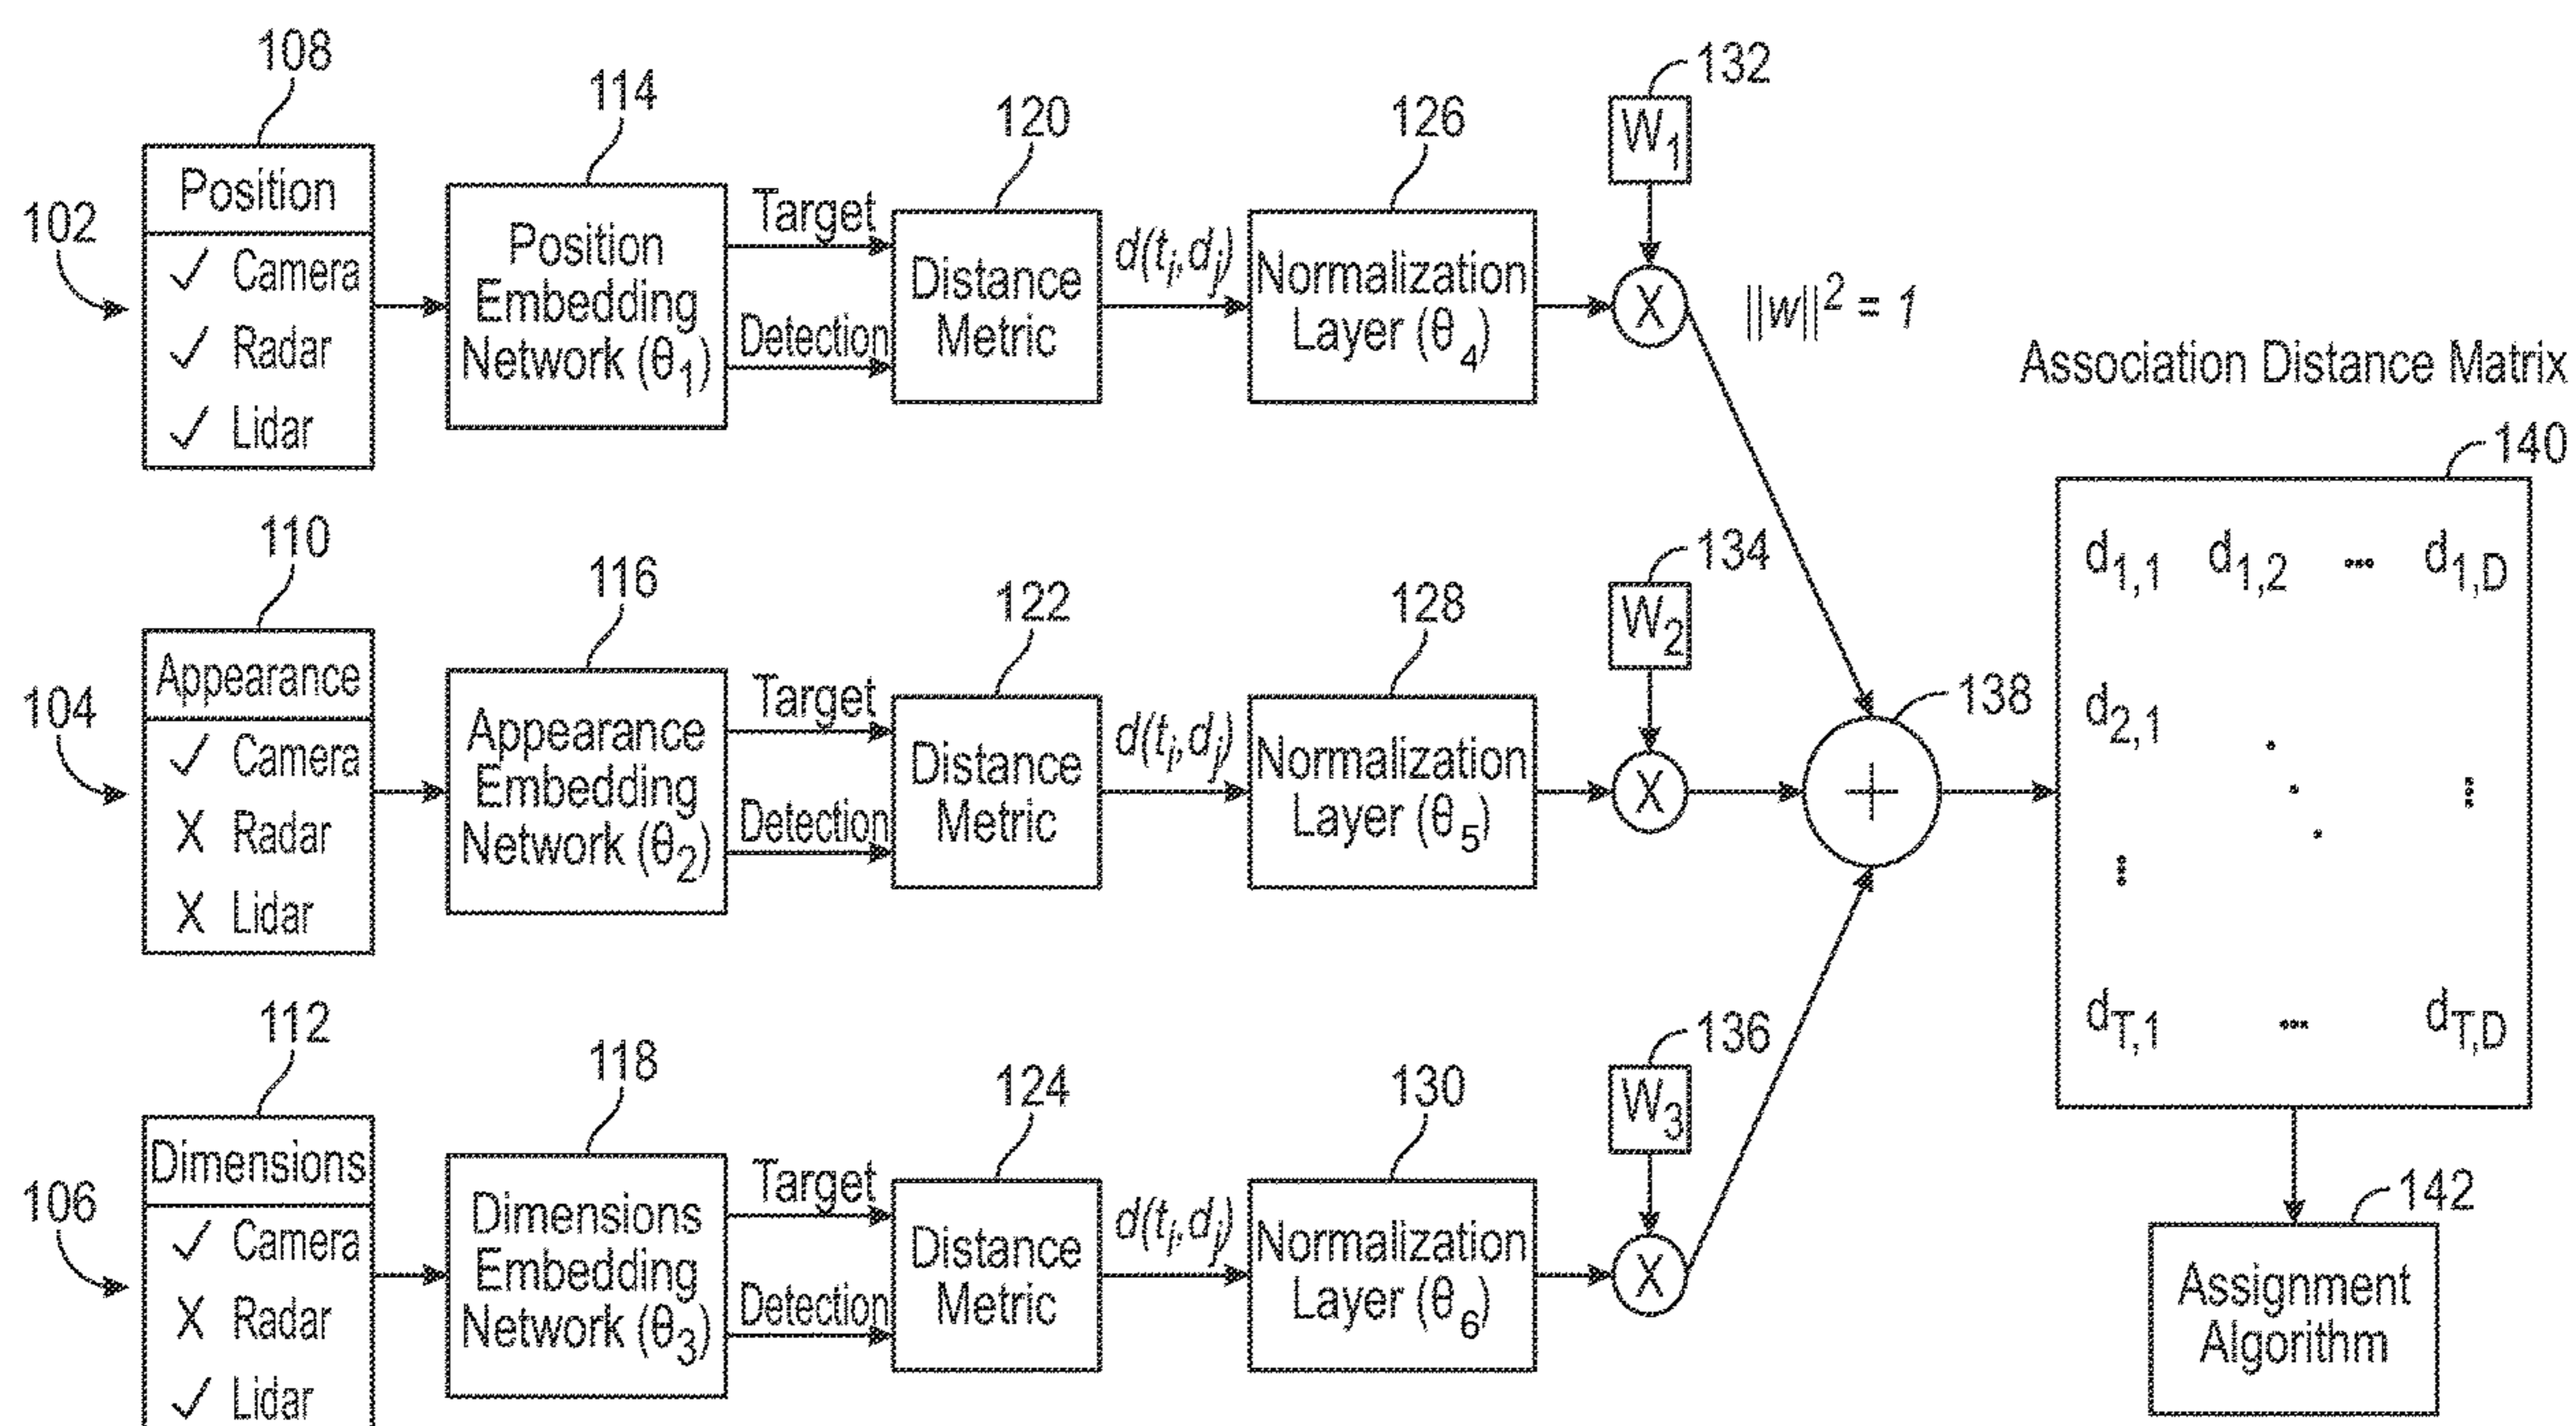 108
114
120
126
132
W1
102
Position
✓ Camera
✓ Radar
✓ Lidar
Position
Embedding
Network (θ1)
Target
Detection
Distance
Metric
d(ti,dj)
Normalization
Layer (θ4)
X
||w||² = 1
Association Distance Matrix
140
110
116
122
128
134
W2
104
Appearance
✓ Camera
X Radar
X Lidar
Appearance
Embedding
Network (θ2)
Target
Detection
Distance
Metric
d(ti,dj)
Normalization
Layer (θ5)
X
+
138
d1,1 d1,2 ... d1,D
d2,1
dT,1 ... dT,D
112
118
124
130
136
W3
106
Dimensions
✓ Camera
X Radar
✓ Lidar
Dimensions
Embedding
Network (θ3)
Target
Detection
Distance
Metric
d(ti,dj)
Normalization
Layer (θ6)
X
142
Assignment
Algorithm